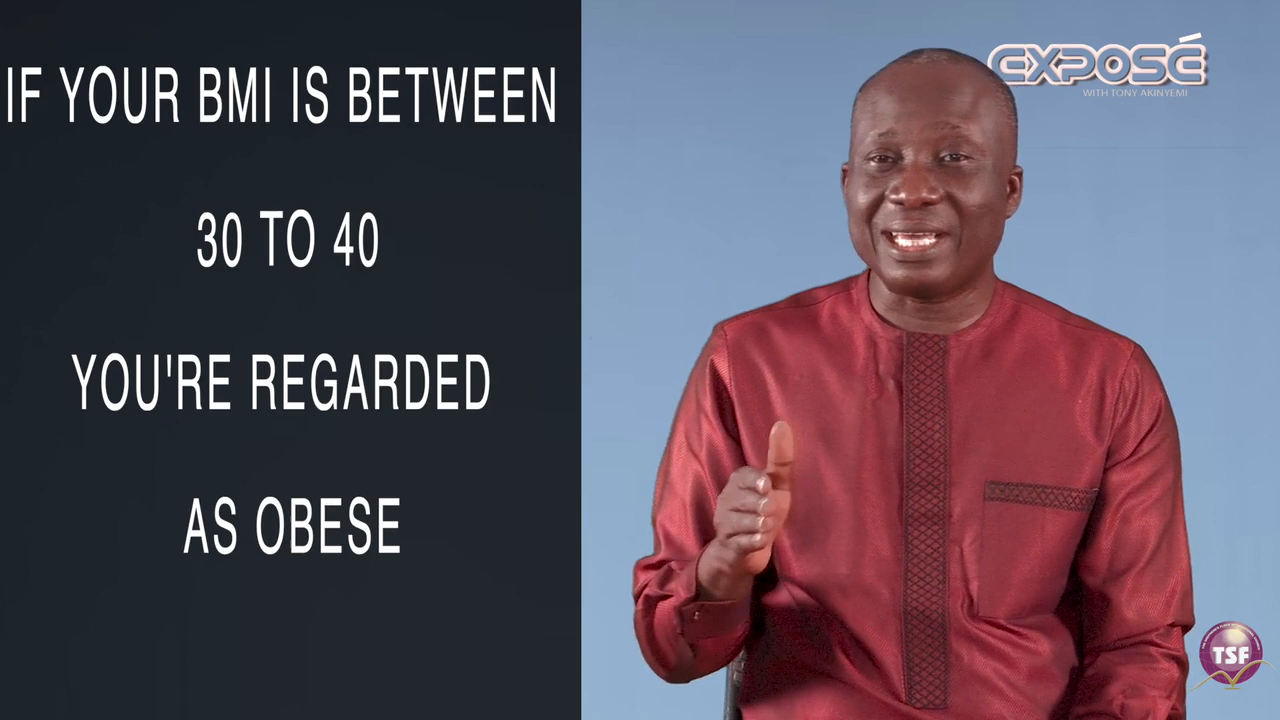 IF YOUR BMI IS BETWEEN
30 TO 40
YOU'RE REGARDED
AS OBESE
EXPOSÉ
WITH TONY AKINYEMI
TSF